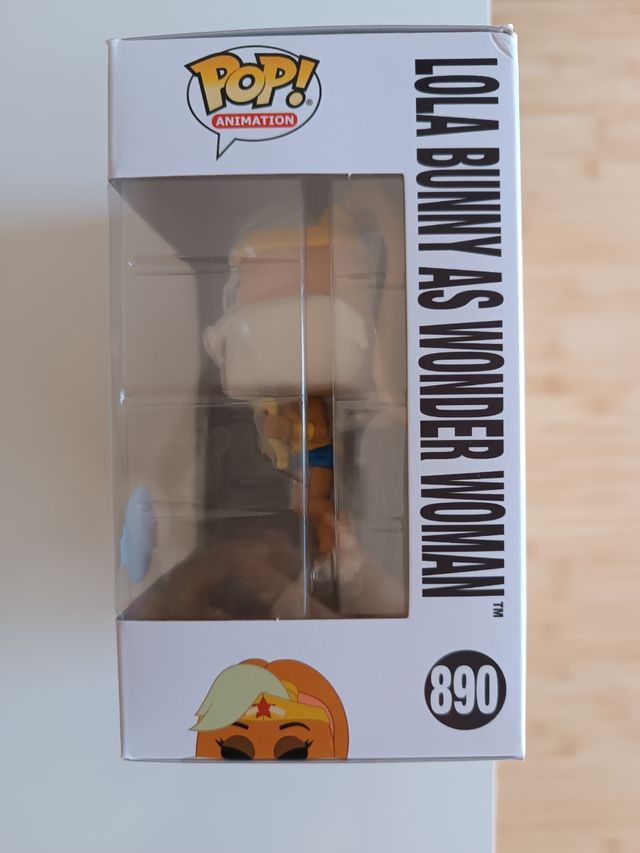 POP!®
ANIMATION
LOLA BUNNY AS WONDER WOMAN™
890